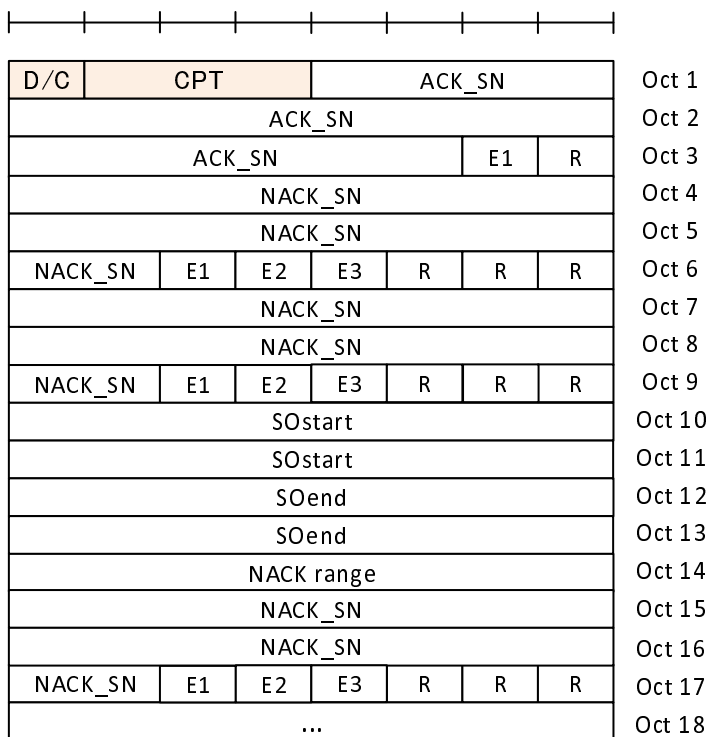 D/C CPT ACK_SN Oct 1
ACK_SN Oct 2
ACK_SN E1 R Oct 3
NACK_SN Oct 4
NACK_SN Oct 5
NACK_SN E1 E2 E3 R R R Oct 6
NACK_SN Oct 7
NACK_SN Oct 8
NACK_SN E1 E2 E3 R R R Oct 9
SOstart Oct 10
SOstart Oct 11
SOend Oct 12
SOend Oct 13
NACK range Oct 14
NACK_SN Oct 15
NACK_SN Oct 16
NACK_SN E1 E2 E3 R R R Oct 17
... Oct 18